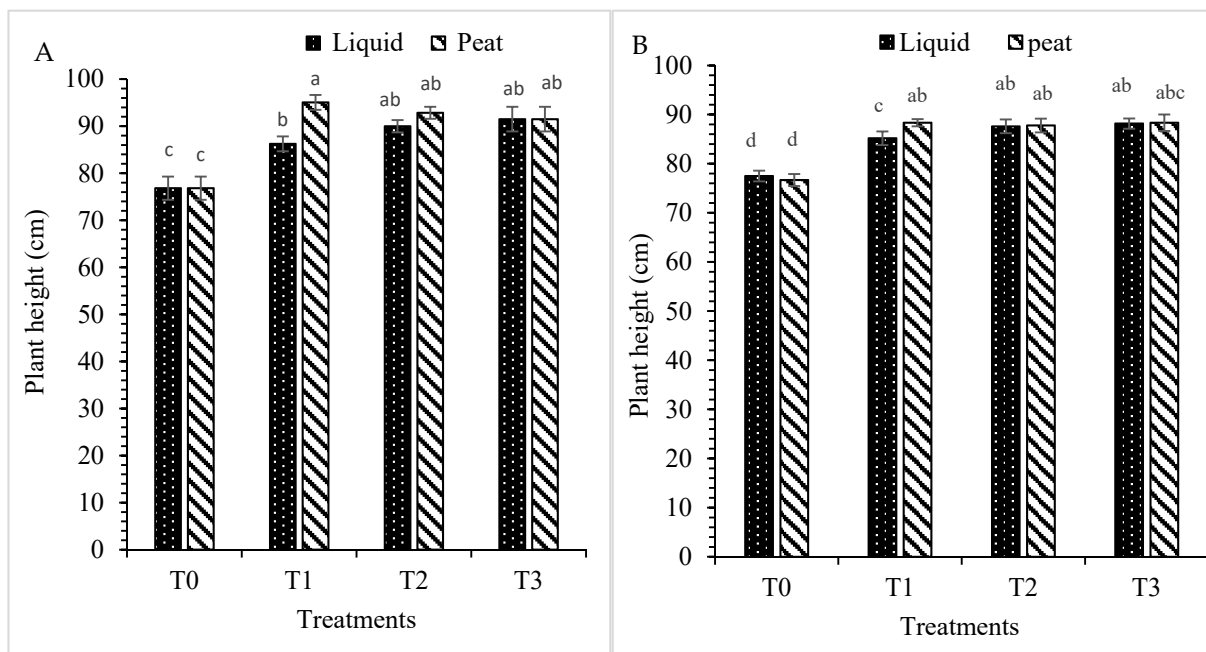 A
Liquid Peat
Plant height (cm)
100
90
80
70
60
50
40
30
20
10
0
c c b a ab ab ab ab
T0 T1 T2 T3
Treatments
B
Liquid peat
Plant height (cm)
100
90
80
70
60
50
40
30
20
10
0
d d c ab ab ab ab abc
T0 T1 T2 T3
Treatments